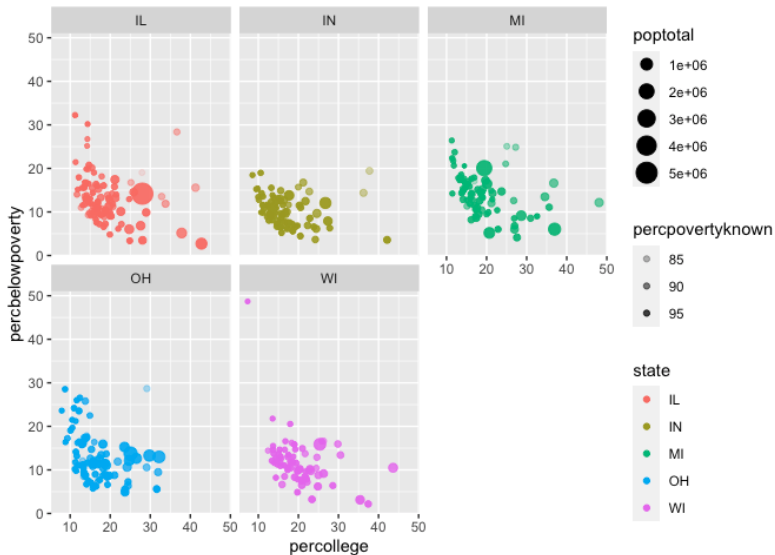 IL IN MI
50
40
30
20
10
0
10 20 30 40 50
OH WI
50
40
30
20
10
0
10 20 30 40 50 10 20 30 40 50
percbelowpoverty
percollege
poptotal
1e+06
2e+06
3e+06
4e+06
5e+06
percpovertyknown
85
90
95
state
IL
IN
MI
OH
WI